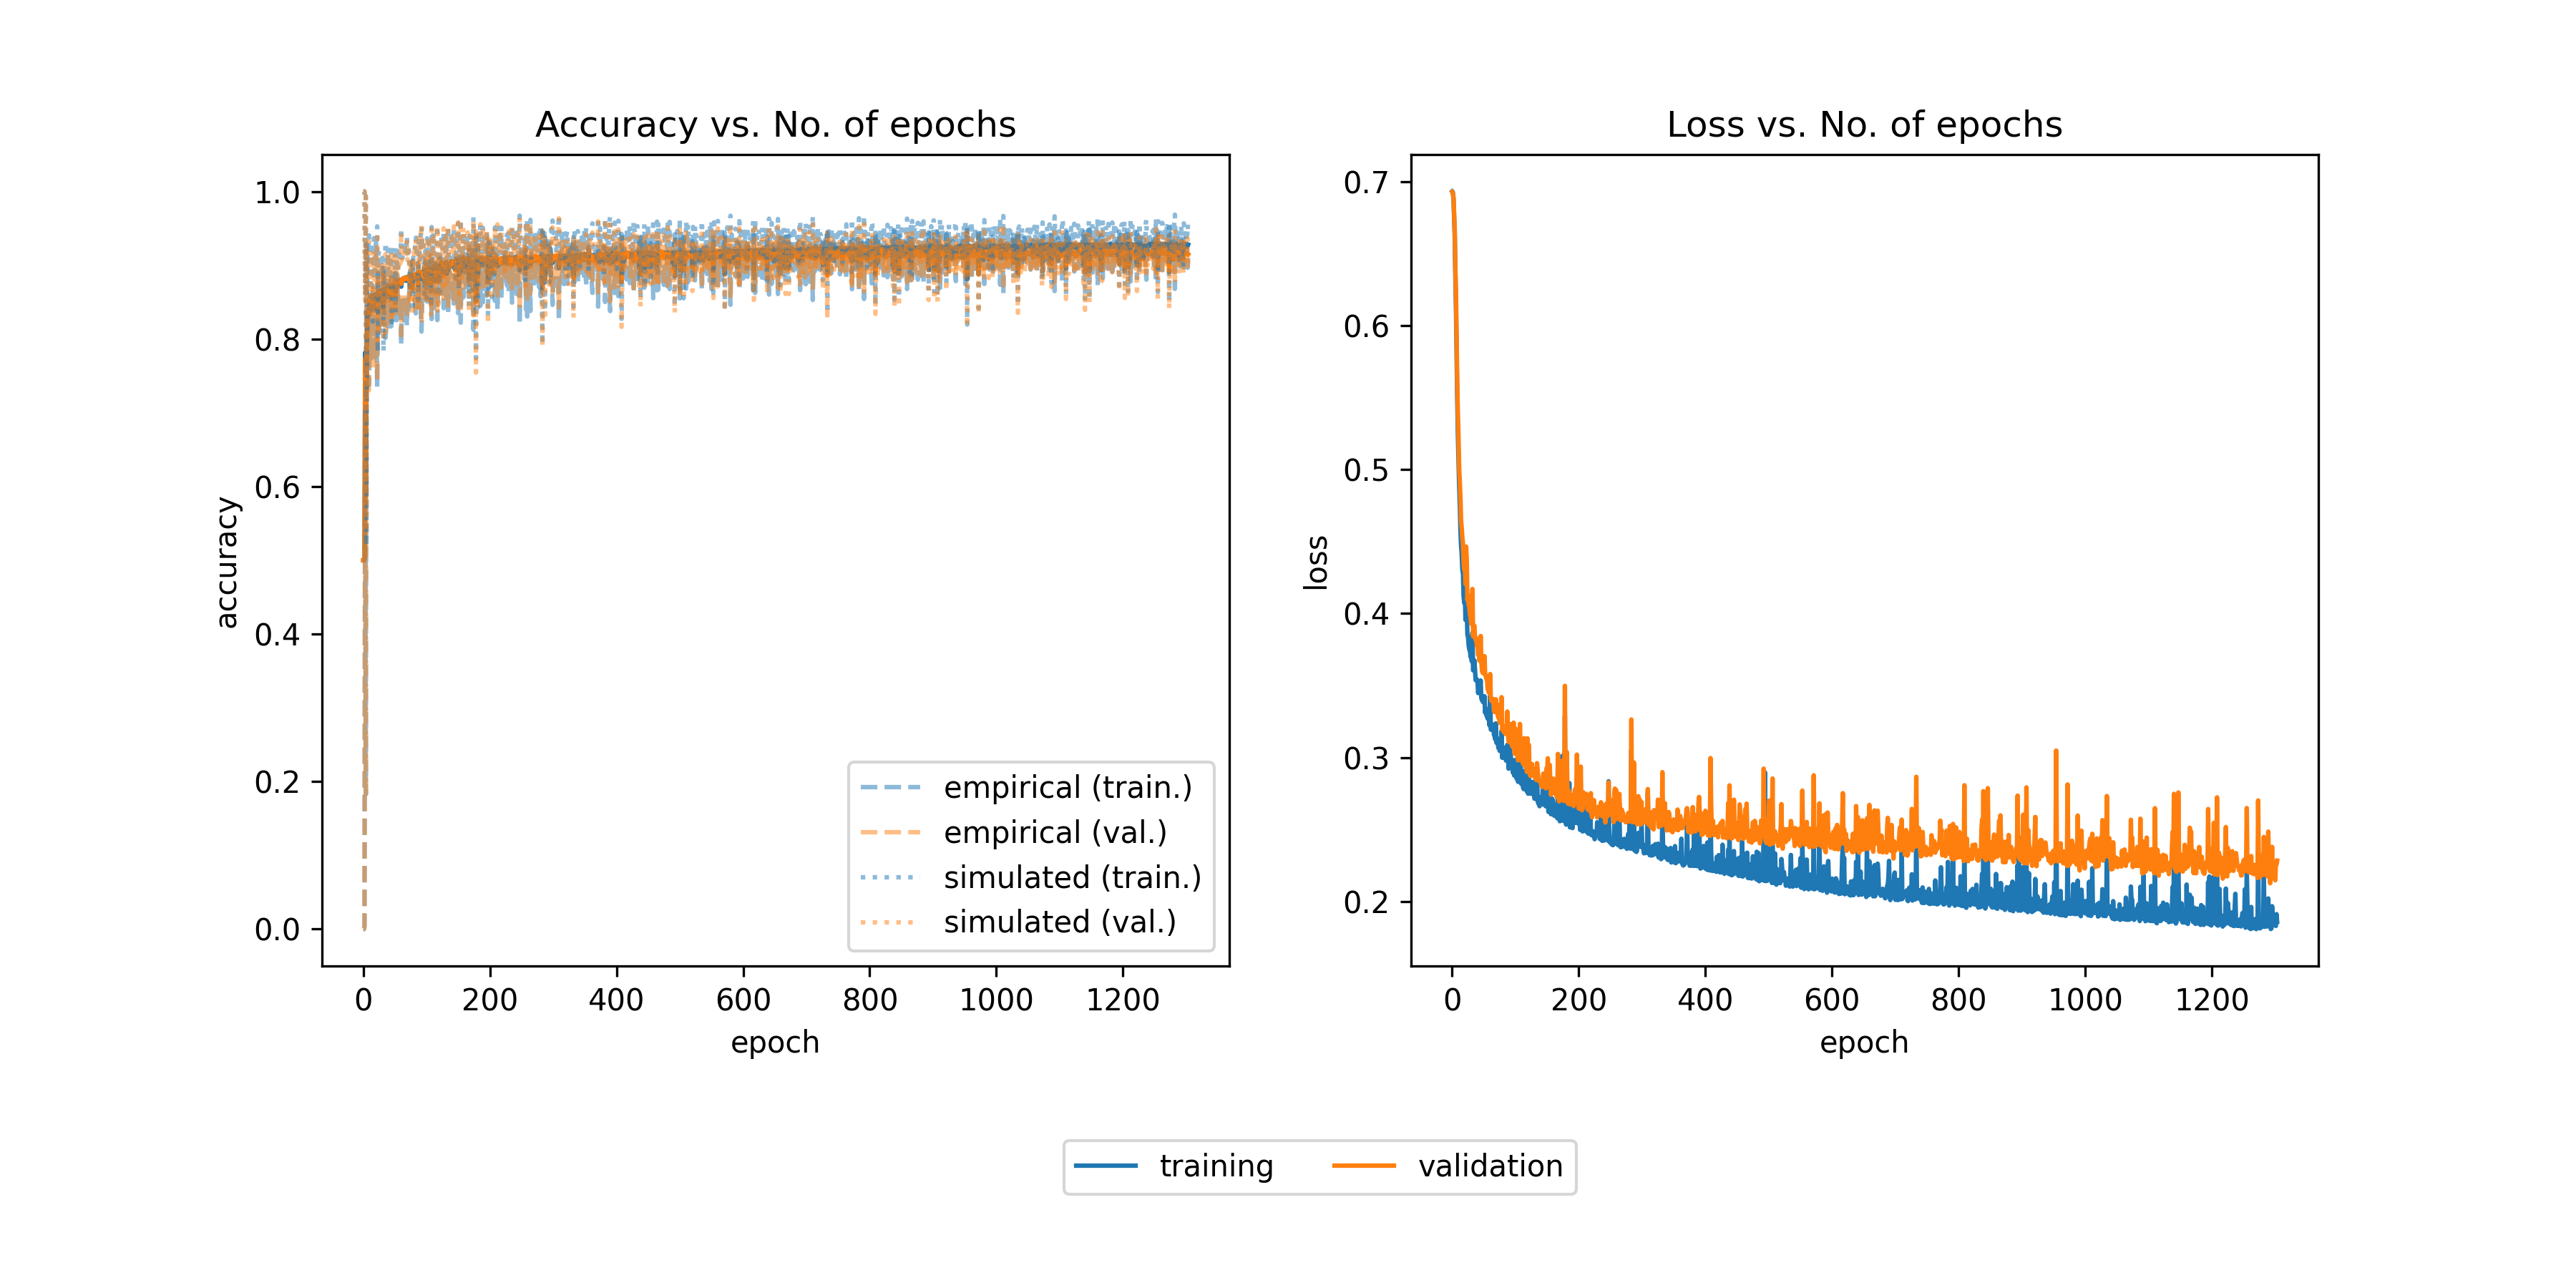 Accuracy vs. No. of epochs
1.0
0.8
0.6
0.4
0.2
0.0
accuracy
0 200 400 600 800 1000 1200
epoch
empirical (train.)
empirical (val.)
simulated (train.)
simulated (val.)
Loss vs. No. of epochs
0.7
0.6
0.5
0.4
0.3
0.2
loss
0 200 400 600 800 1000 1200
epoch
training validation